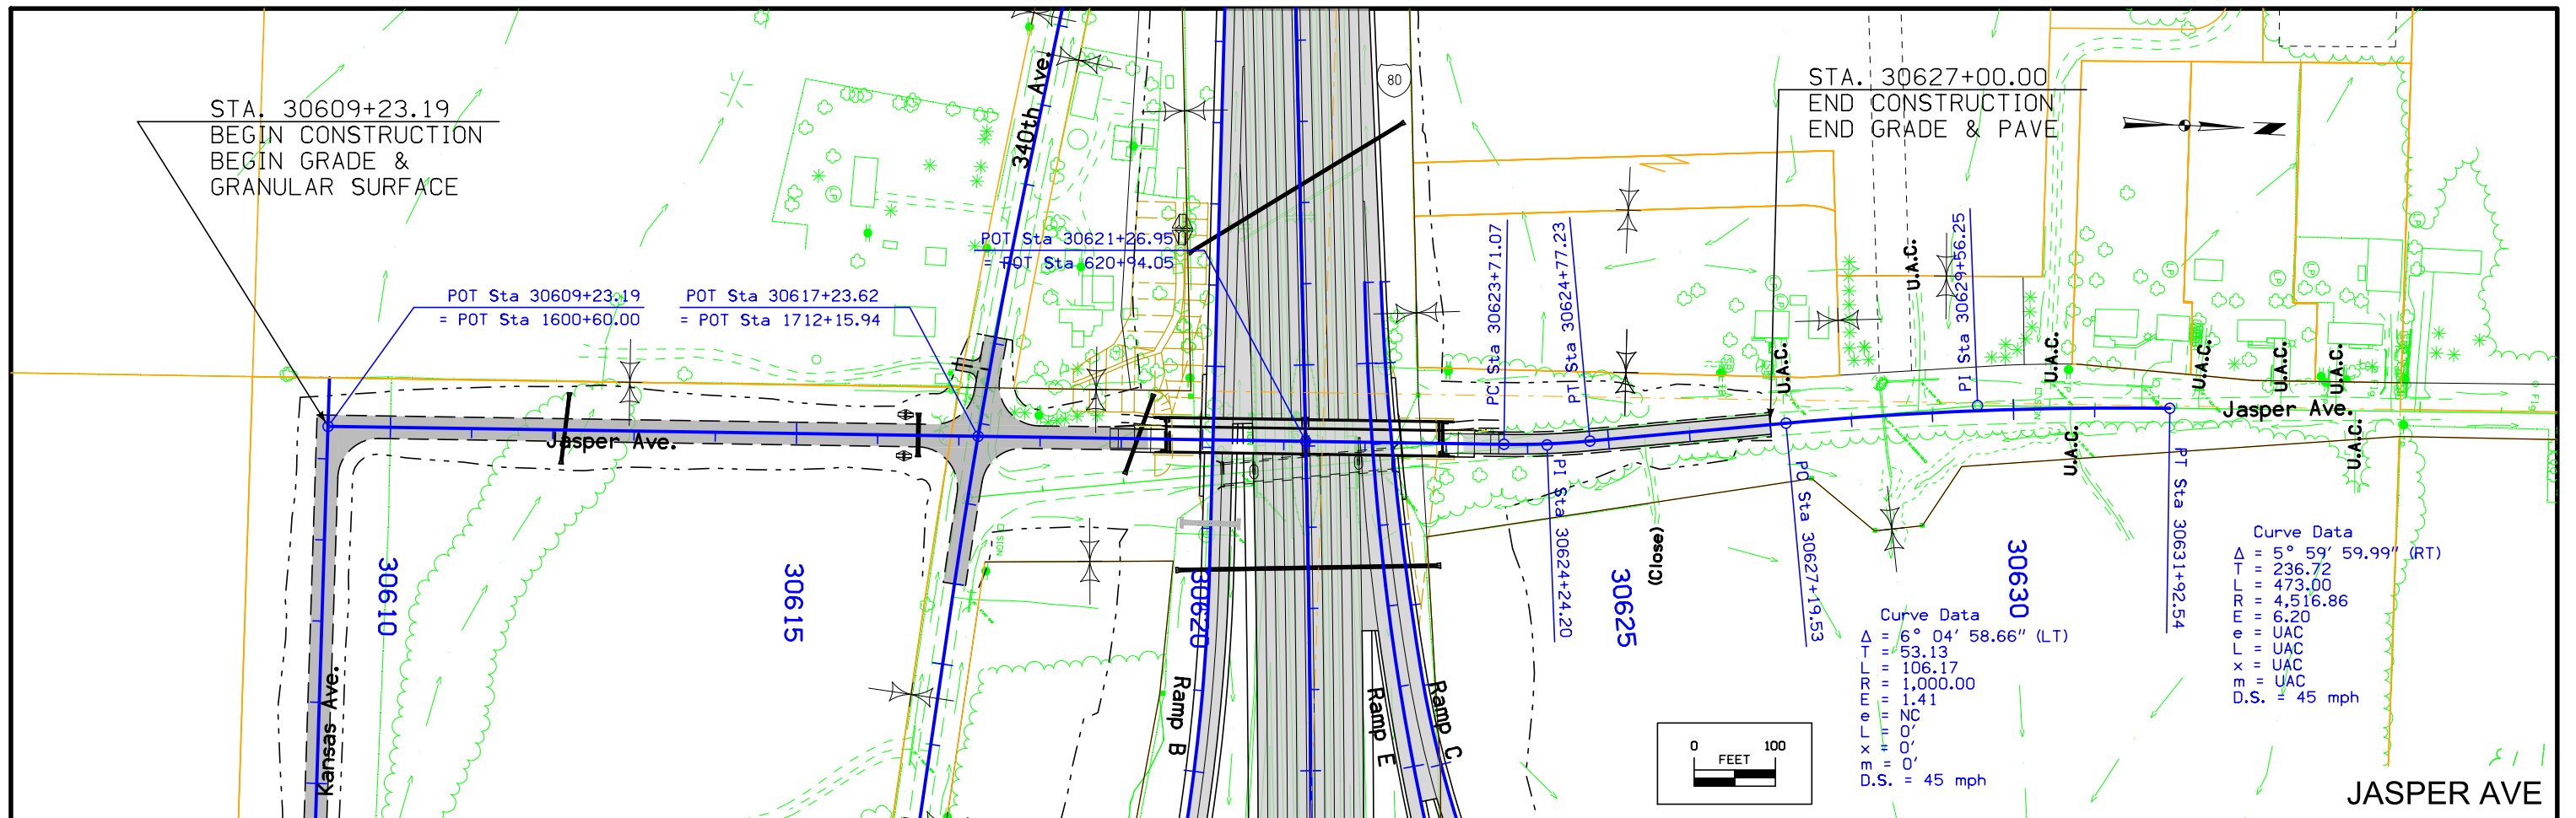 STA. 30609+23.19
BEGIN CONSTRUCTION
BEGIN GRADE &
GRANULAR SURFACE
340th Ave.
80
STA. 30627+00.00
END CONSTRUCTION
END GRADE & PAVE
POT Sta 30621+26.95
= POT Sta 620+94.05
POT Sta 30609+23.19
= POT Sta 1600+60.00
POT Sta 30617+23.62
= POT Sta 1712+15.94
PC Sta 30623+71.07
PT Sta 30624+77.23
PI Sta 30629+56.25
U.A.C.
U.A.C.
U.A.C.
U.A.C.
U.A.C.
U.A.C.
Jasper Ave.
Jasper Ave.
U.A.C.
U.A.C.
PI Sta 30624+24.20
PC Sta 30627+19.53
PT Sta 30631+92.54
(Close)
30610
30615
30620
30625
30630
Kansas Ave.
Ramp B
Ramp E
Ramp C
Curve Data
Δ = 6° 04' 58.66" (LT)
T = 53.13
L = 106.17
R = 1,000.00
E = 1.41
e = NC
L = 0'
x = 0'
m = 0'
D.S. = 45 mph
Curve Data
Δ = 5° 59' 59.99" (RT)
T = 236.72
L = 473.00
R = 4,516.86
E = 6.20
e = UAC
L = UAC
x = UAC
m = UAC
D.S. = 45 mph
0 100
FEET
JASPER AVE